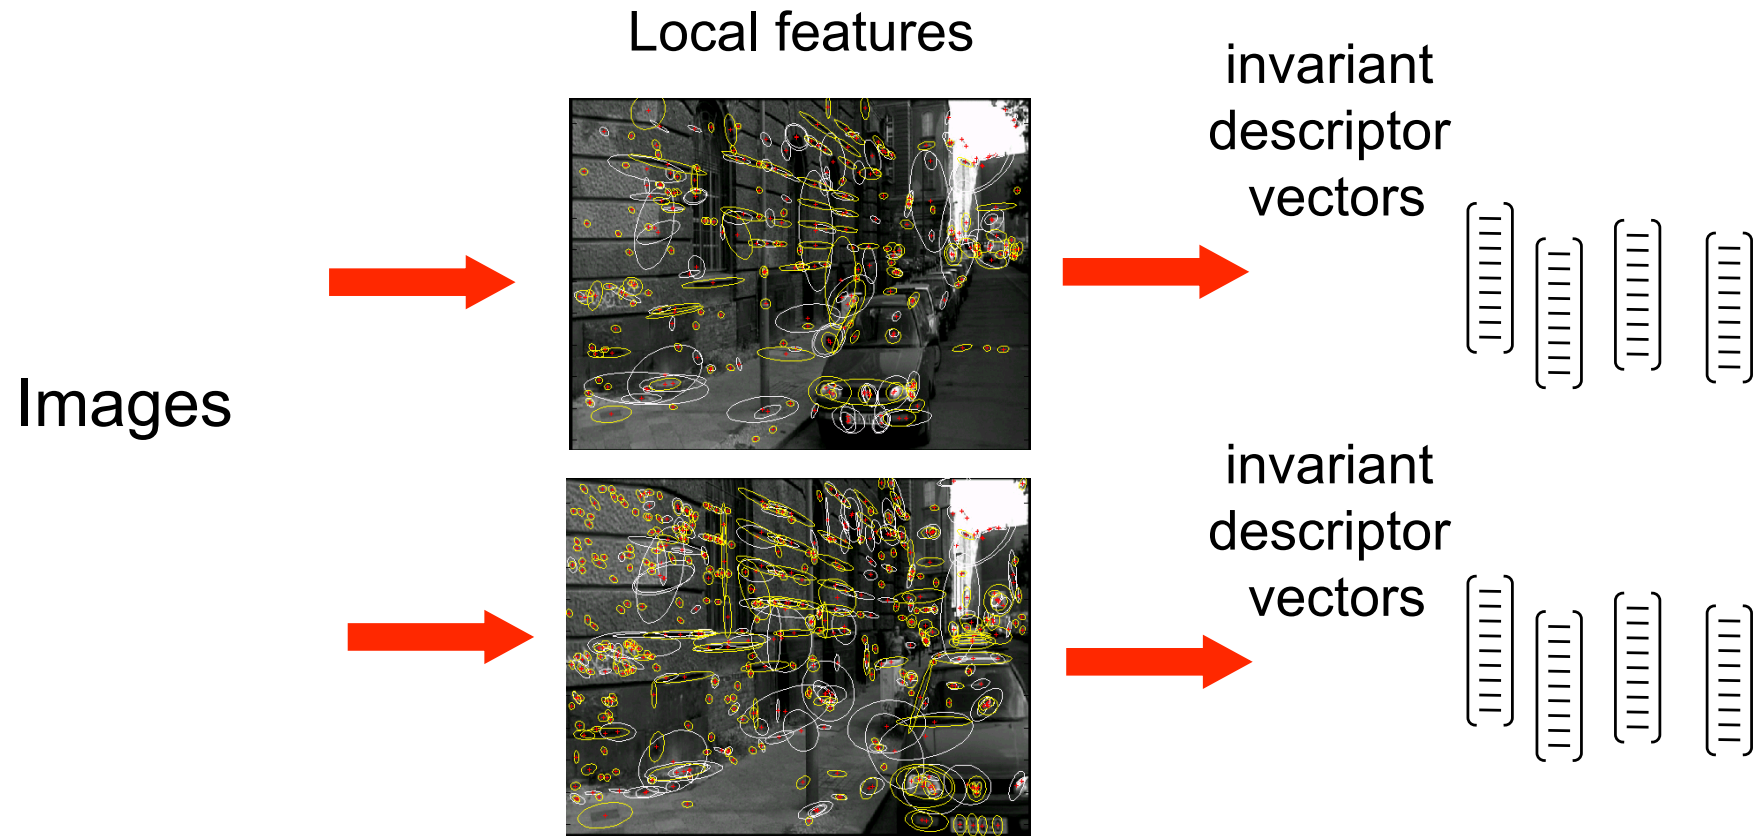 Local features
invariant
descriptor
vectors
Images
invariant
descriptor
vectors